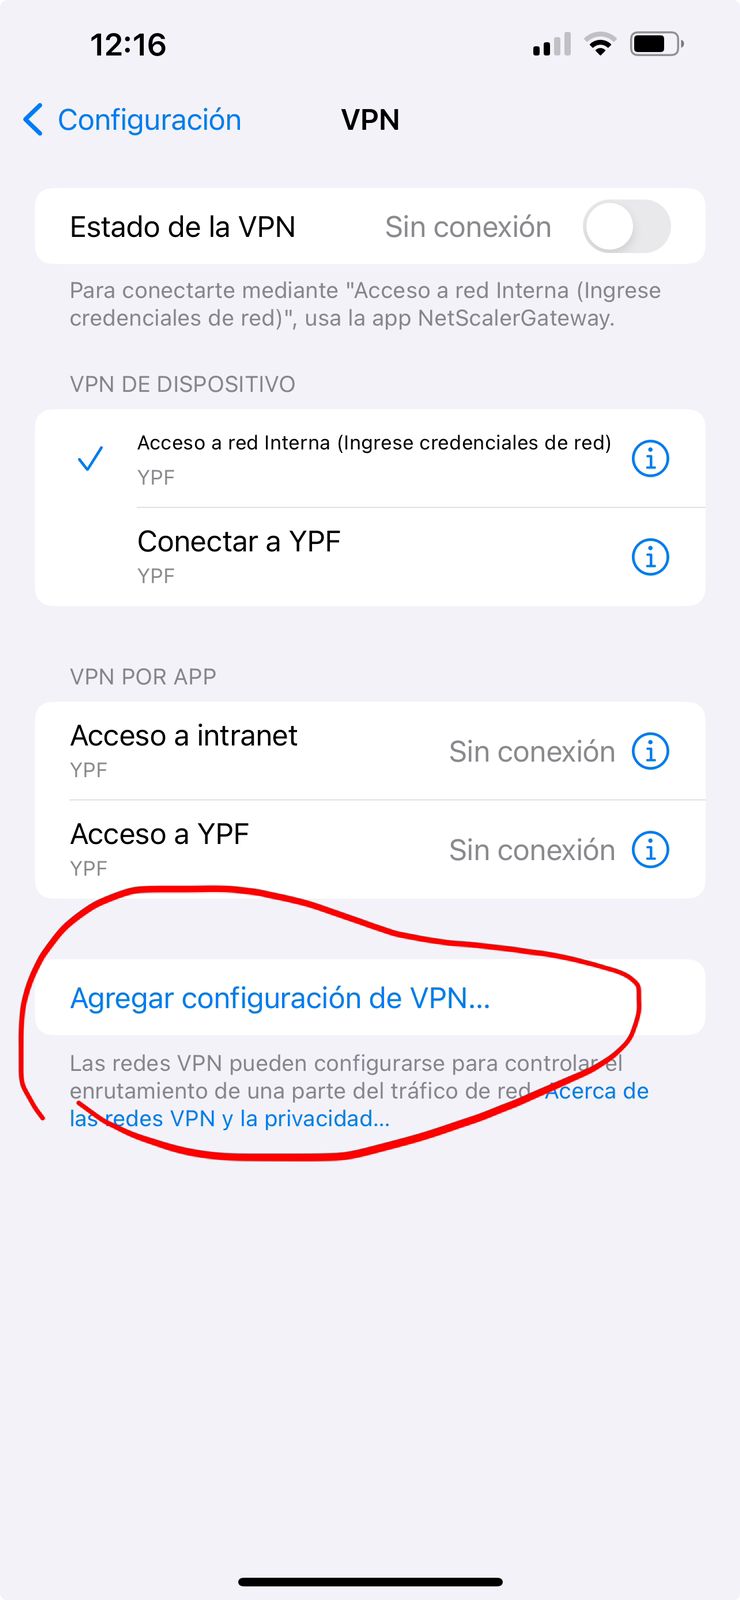 12:16
Configuración
VPN
Estado de la VPN
Sin conexión
Para conectarte mediante "Acceso a red Interna (Ingrese
credenciales de red)", usa la app NetScalerGateway.
VPN DE DISPOSITIVO
Acceso a red Interna (Ingrese credenciales de red)
YPF
Conectar a YPF
YPF
VPN POR APP
Acceso a intranet
Sin conexión
YPF
Acceso a YPF
Sin conexión
YPF
Agregar configuración de VPN...
Las redes VPN pueden configurarse para controlar el
enrutamiento de una parte del tráfico de red. Acerca de
las redes VPN y la privacidad...